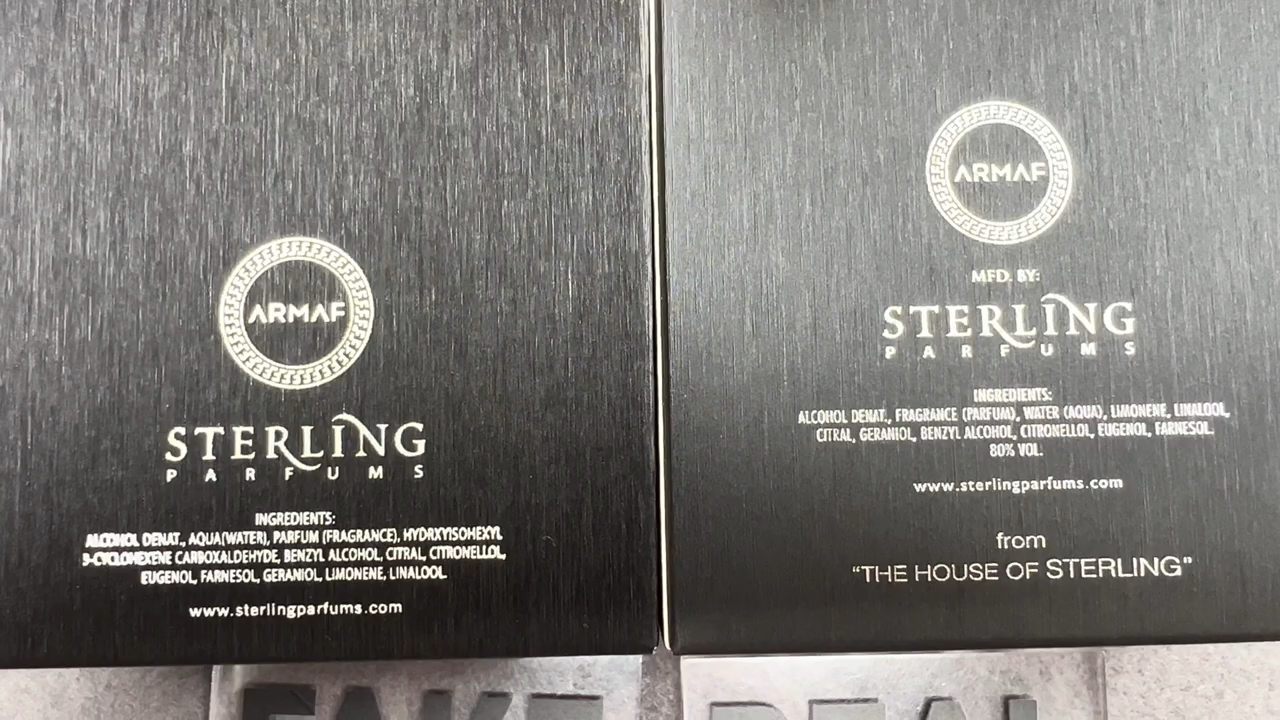 ARMAF
STERLING
PARFUMS
INGREDIENTS:
ALCOHOL DENAT., AQUA(WATER), PARFUM (FRAGRANCE), HYDRXYISOHEXYL
3-CYCLOHEXENE CARBOXALDEHYDE, BENZYL ALCOHOL, CITRAL, CITRONELLOL,
EUGENOL, FARNESOL, GERANIOL, LIMONENE, LINALOOL.
www.sterlingparfums.com
ARMAF
MFD. BY:
STERLING
PARFUMS
INGREDIENTS:
ALCOHOL DENAT., FRAGRANCE (PARFUM), WATER (AQUA), LIMONENE, LINALOOL,
CITRAL, GERANIOL, BENZYL ALCOHOL, CITRONELLOL, EUGENOL, FARNESOL.
80% VOL.
www.sterlingparfums.com
from
“THE HOUSE OF STERLING”
FAKE
REAL